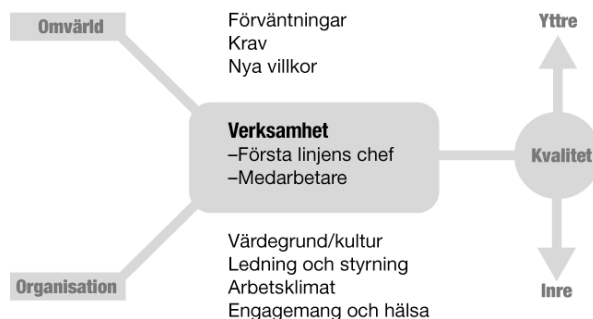 Omvärld
Förväntningar
Krav
Nya villkor
Yttre
Verksamhet
–Första linjens chef
–Medarbetare
Kvalitet
Värdegrund/kultur
Ledning och styrning
Arbetsklimat
Engagemang och hälsa
Organisation
Inre